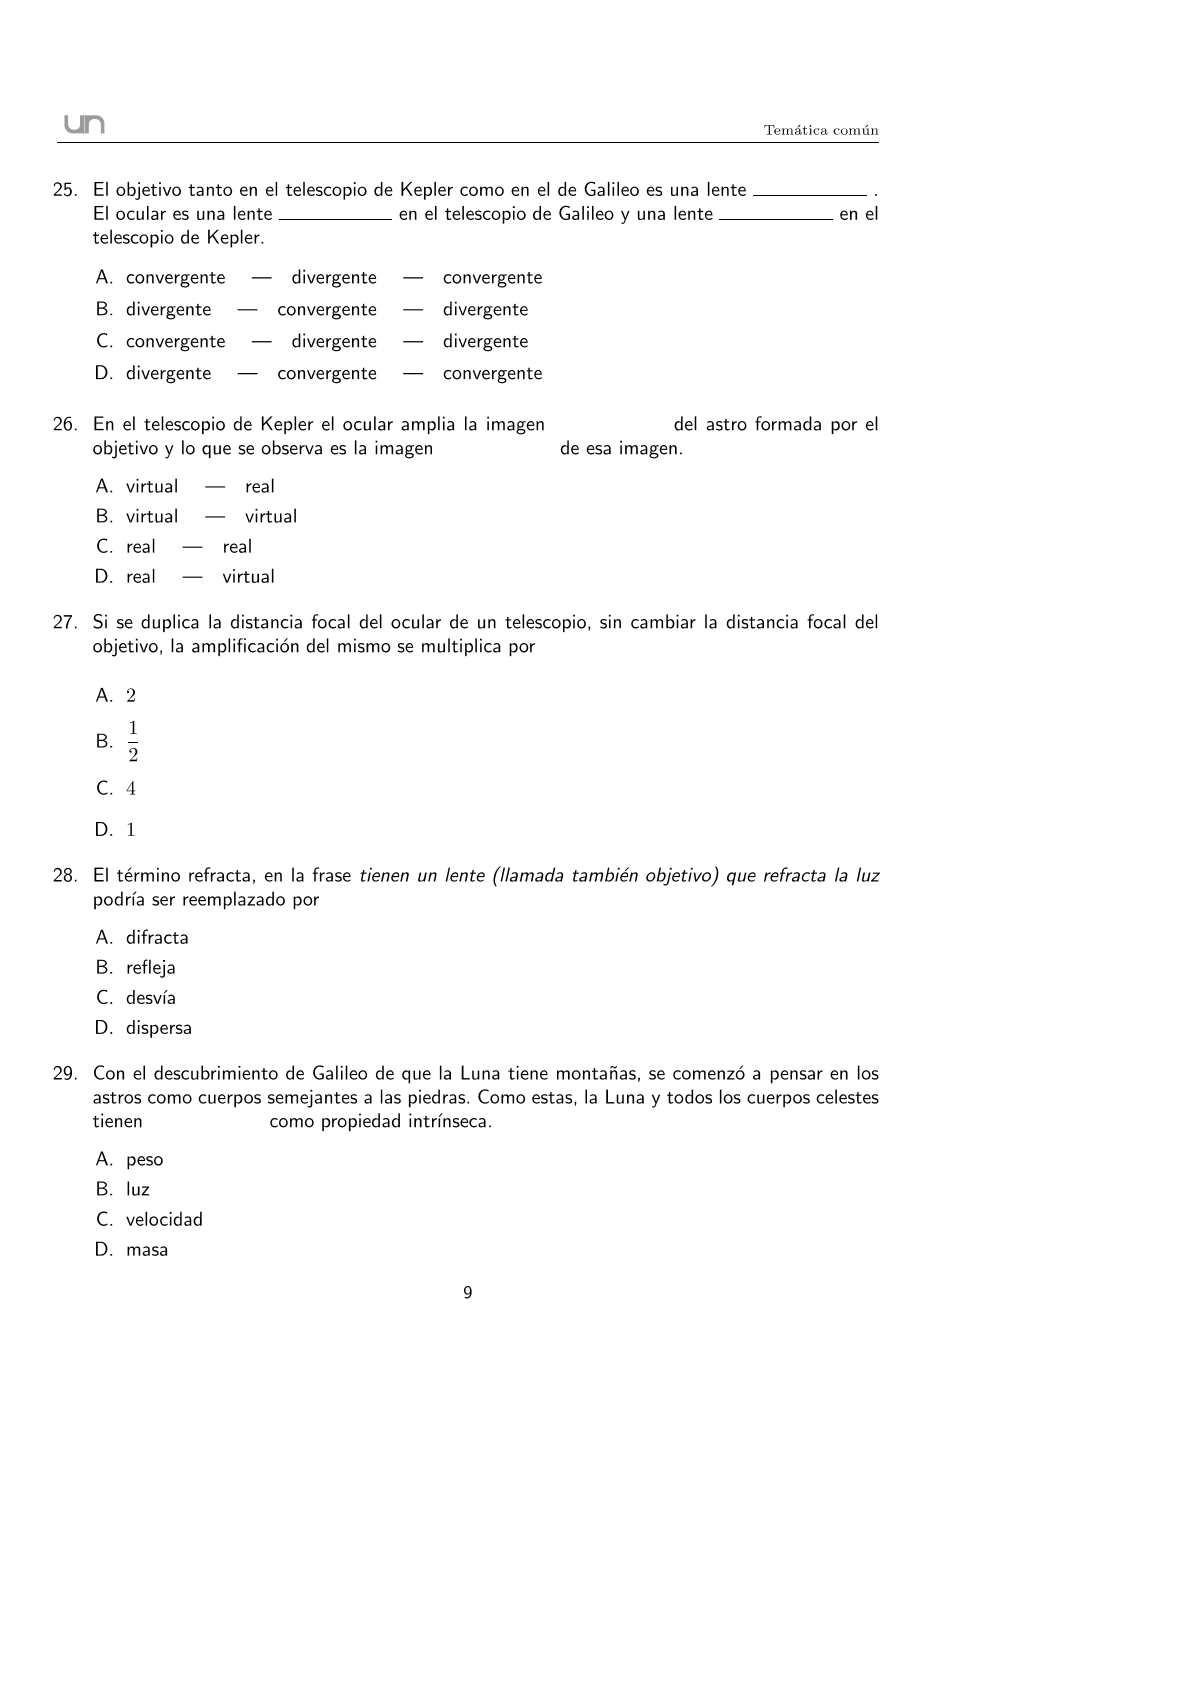 un
Temática común
25. El objetivo tanto en el telescopio de Kepler como en el de Galileo es una lente ____________ .
El ocular es una lente ____________ en el telescopio de Galileo y una lente ____________ en el
telescopio de Kepler.
A. convergente — divergente — convergente
B. divergente — convergente — divergente
C. convergente — divergente — divergente
D. divergente — convergente — convergente
26. En el telescopio de Kepler el ocular amplia la imagen del astro formada por el
objetivo y lo que se observa es la imagen de esa imagen.
A. virtual — real
B. virtual — virtual
C. real — real
D. real — virtual
27. Si se duplica la distancia focal del ocular de un telescopio, sin cambiar la distancia focal del
objetivo, la amplificación del mismo se multiplica por
A. 2
B. 1/2
C. 4
D. 1
28. El término refracta, en la frase tienen un lente (llamada también objetivo) que refracta la luz
podría ser reemplazado por
A. difracta
B. refleja
C. desvía
D. dispersa
29. Con el descubrimiento de Galileo de que la Luna tiene montañas, se comenzó a pensar en los
astros como cuerpos semejantes a las piedras. Como estas, la Luna y todos los cuerpos celestes
tienen como propiedad intrínseca.
A. peso
B. luz
C. velocidad
D. masa
9